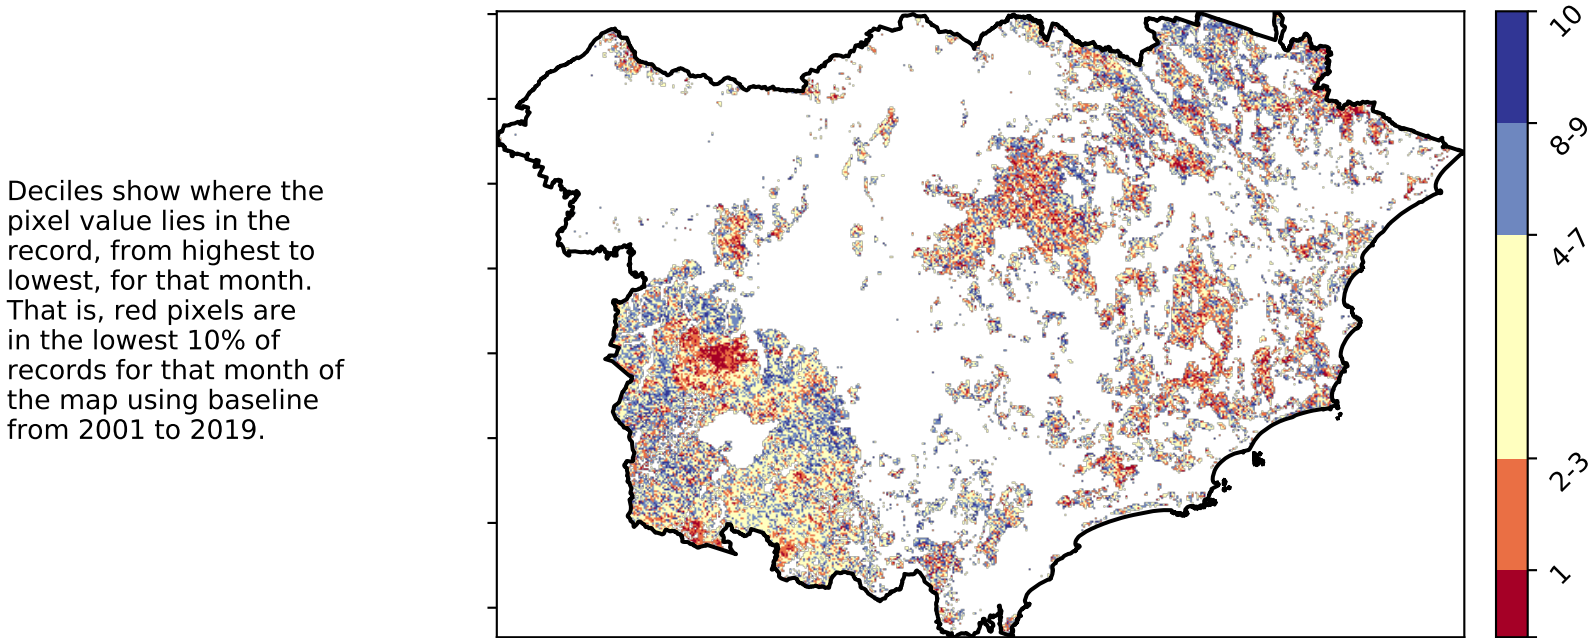 Deciles show where the
pixel value lies in the
record, from highest to
lowest, for that month.
That is, red pixels are
in the lowest 10% of
records for that month of
the map using baseline
from 2001 to 2019.
10
8-9
4-7
2-3
1